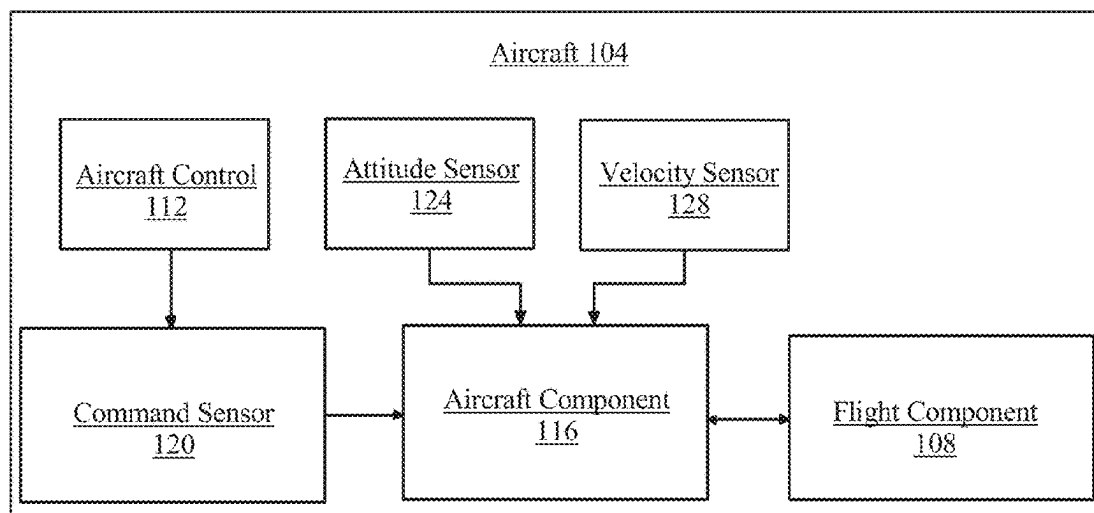 Aircraft 104
Aircraft Control
112
Attitude Sensor
124
Velocity Sensor
128
Command Sensor
120
Aircraft Component
116
Flight Component
108